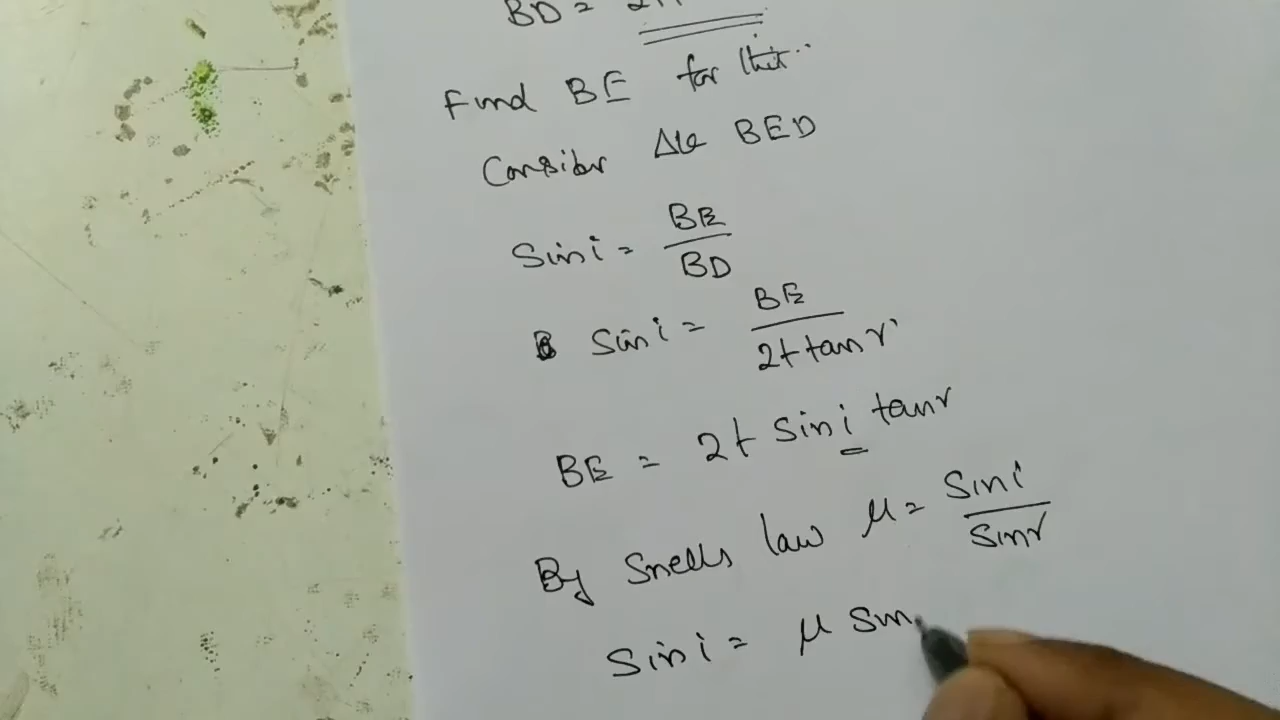 BD =
Find BE for this..
Consider Δle BED
Sin i = BE / BD
Sin i = BE / 2t tan r
BE = 2t Sin i tan r
By Snells law μ = Sin i / Sin r
Sin i = μ Sin